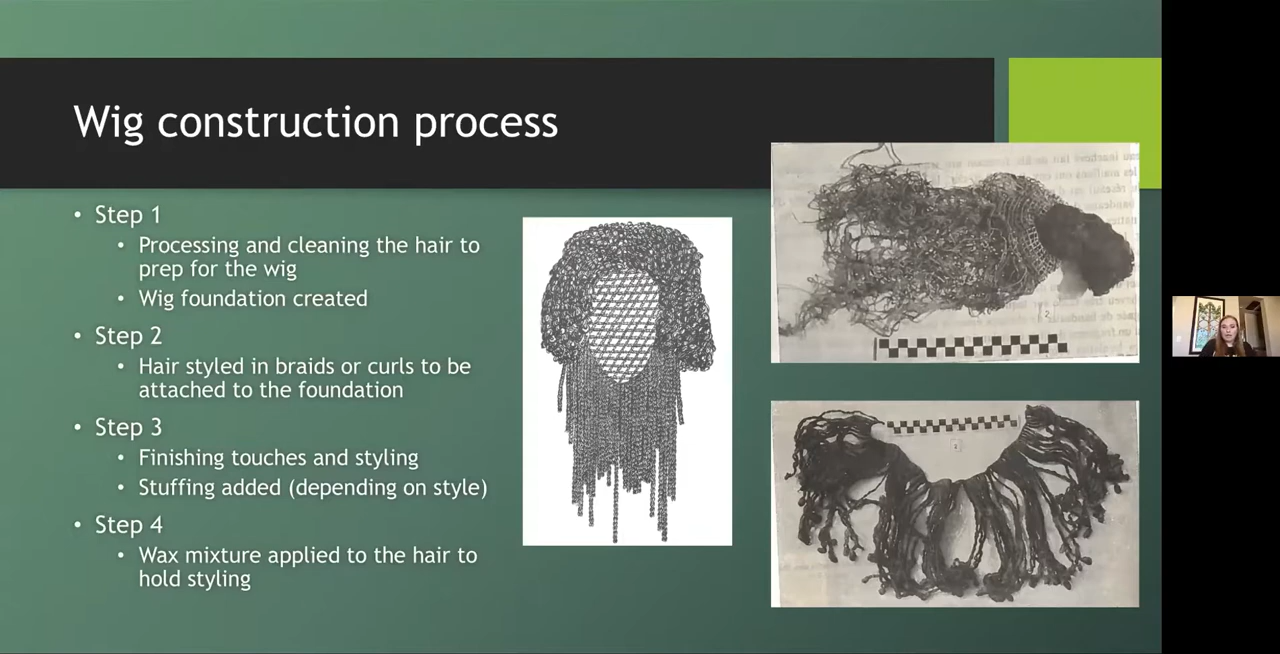 Wig construction process
• Step 1
• Processing and cleaning the hair to
prep for the wig
• Wig foundation created
• Step 2
• Hair styled in braids or curls to be
attached to the foundation
• Step 3
• Finishing touches and styling
• Stuffing added (depending on style)
• Step 4
• Wax mixture applied to the hair to
hold styling
2
2